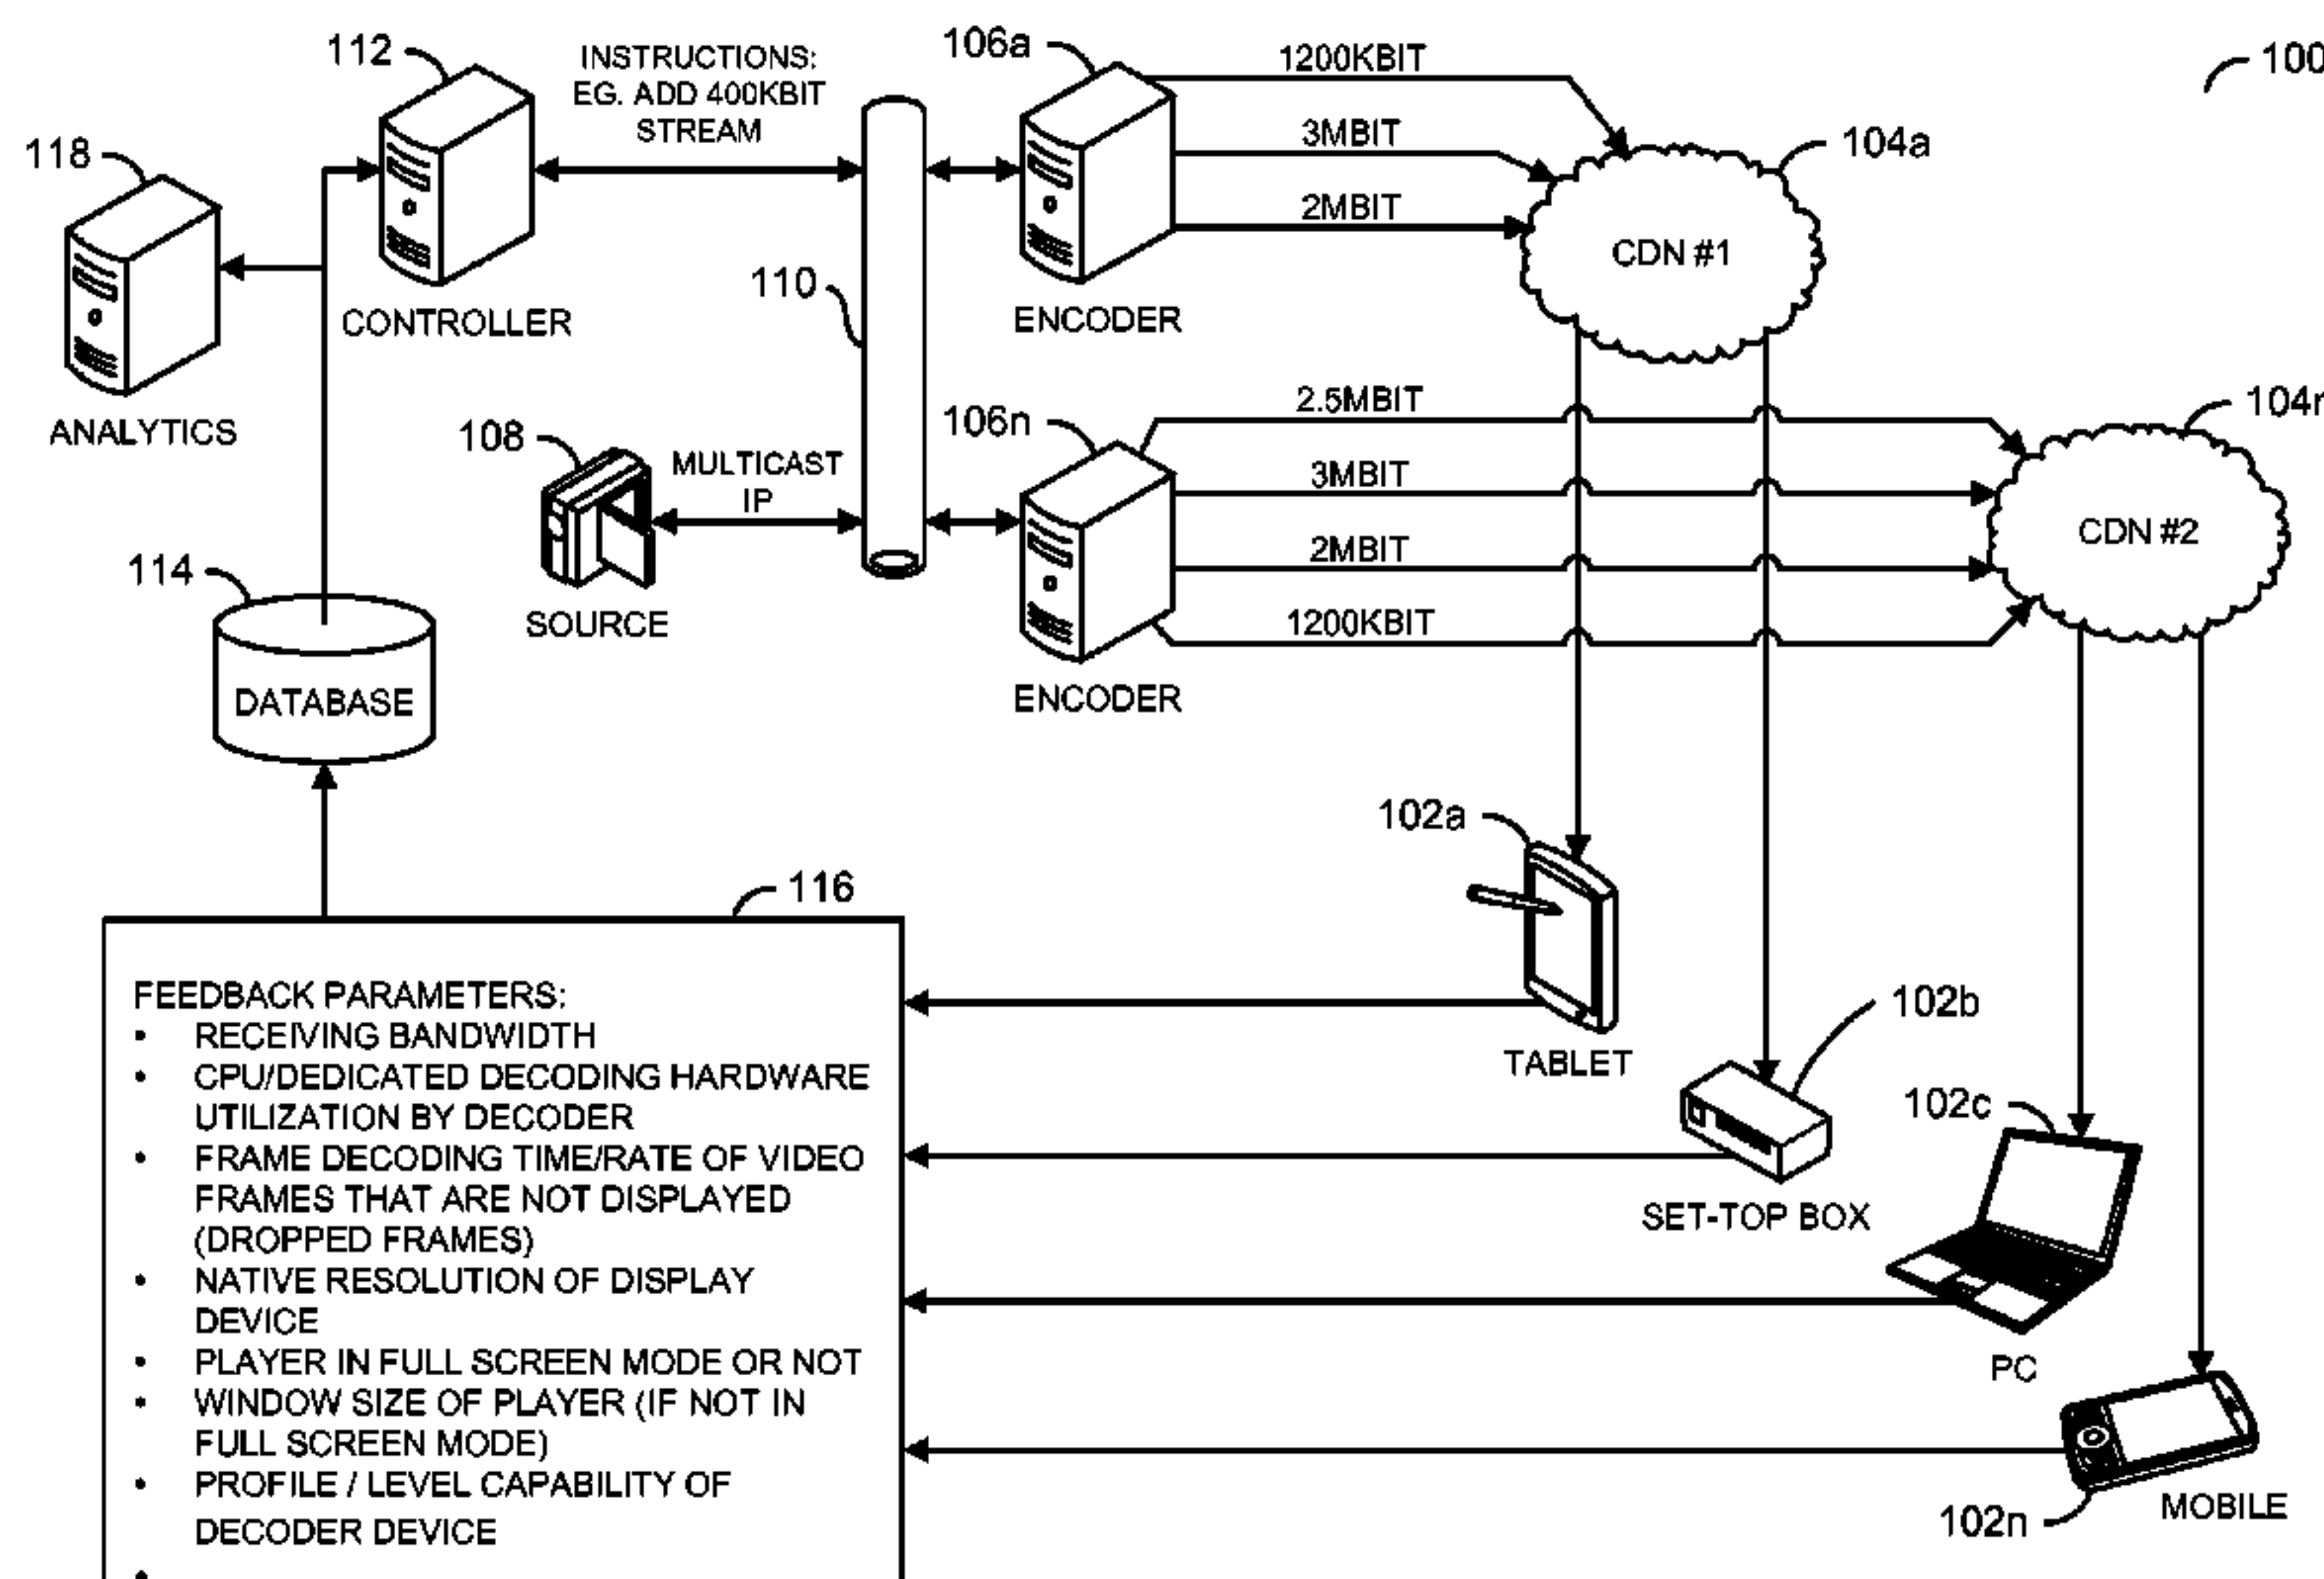 112
INSTRUCTIONS:
EG. ADD 400KBIT
STREAM
106a
1200KBIT
100
118
3MBIT
104a
2MBIT
CDN #1
110
CONTROLLER
ENCODER
ANALYTICS
108
MULTICAST
IP
106n
2.5MBIT
104n
3MBIT
CDN #2
2MBIT
114
SOURCE
1200KBIT
DATABASE
ENCODER
102a
116
FEEDBACK PARAMETERS:
• RECEIVING BANDWIDTH
• CPU/DEDICATED DECODING HARDWARE
UTILIZATION BY DECODER
• FRAME DECODING TIME/RATE OF VIDEO
FRAMES THAT ARE NOT DISPLAYED
(DROPPED FRAMES)
• NATIVE RESOLUTION OF DISPLAY
DEVICE
• PLAYER IN FULL SCREEN MODE OR NOT
• WINDOW SIZE OF PLAYER (IF NOT IN
FULL SCREEN MODE)
• PROFILE / LEVEL CAPABILITY OF
DECODER DEVICE
•
TABLET
102b
102c
SET-TOP BOX
PC
102n
MOBILE